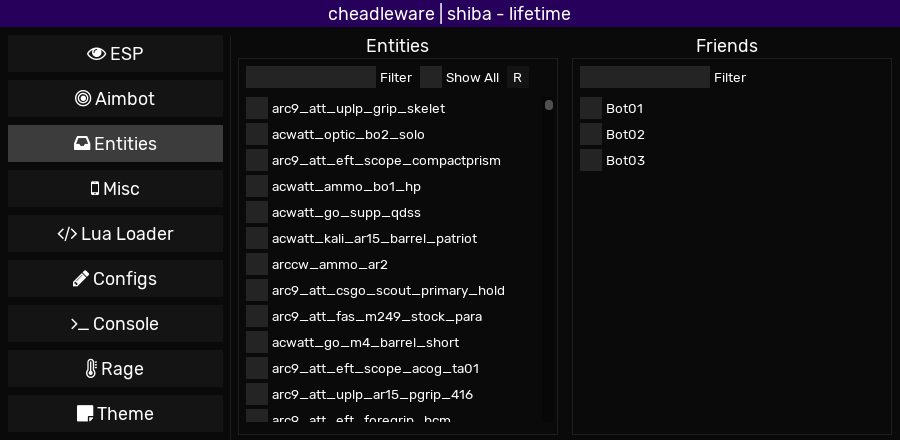 cheadleware | shiba - lifetime
ESP
Aimbot
Entities
Misc
Lua Loader
Configs
Console
Rage
Theme
Entities
Filter Show All R
arc9_att_uplp_grip_skelet
acwatt_optic_bo2_solo
arc9_att_eft_scope_compactprism
acwatt_ammo_bo1_hp
acwatt_go_supp_qdss
acwatt_kali_ar15_barrel_patriot
arccw_ammo_ar2
arc9_att_csgo_scout_primary_hold
arc9_att_fas_m249_stock_para
acwatt_go_m4_barrel_short
arc9_att_eft_scope_acog_ta01
arc9_att_uplp_ar15_pgrip_416
arc9_att_eft_foregrip_bcm
Friends
Filter
Bot01
Bot02
Bot03